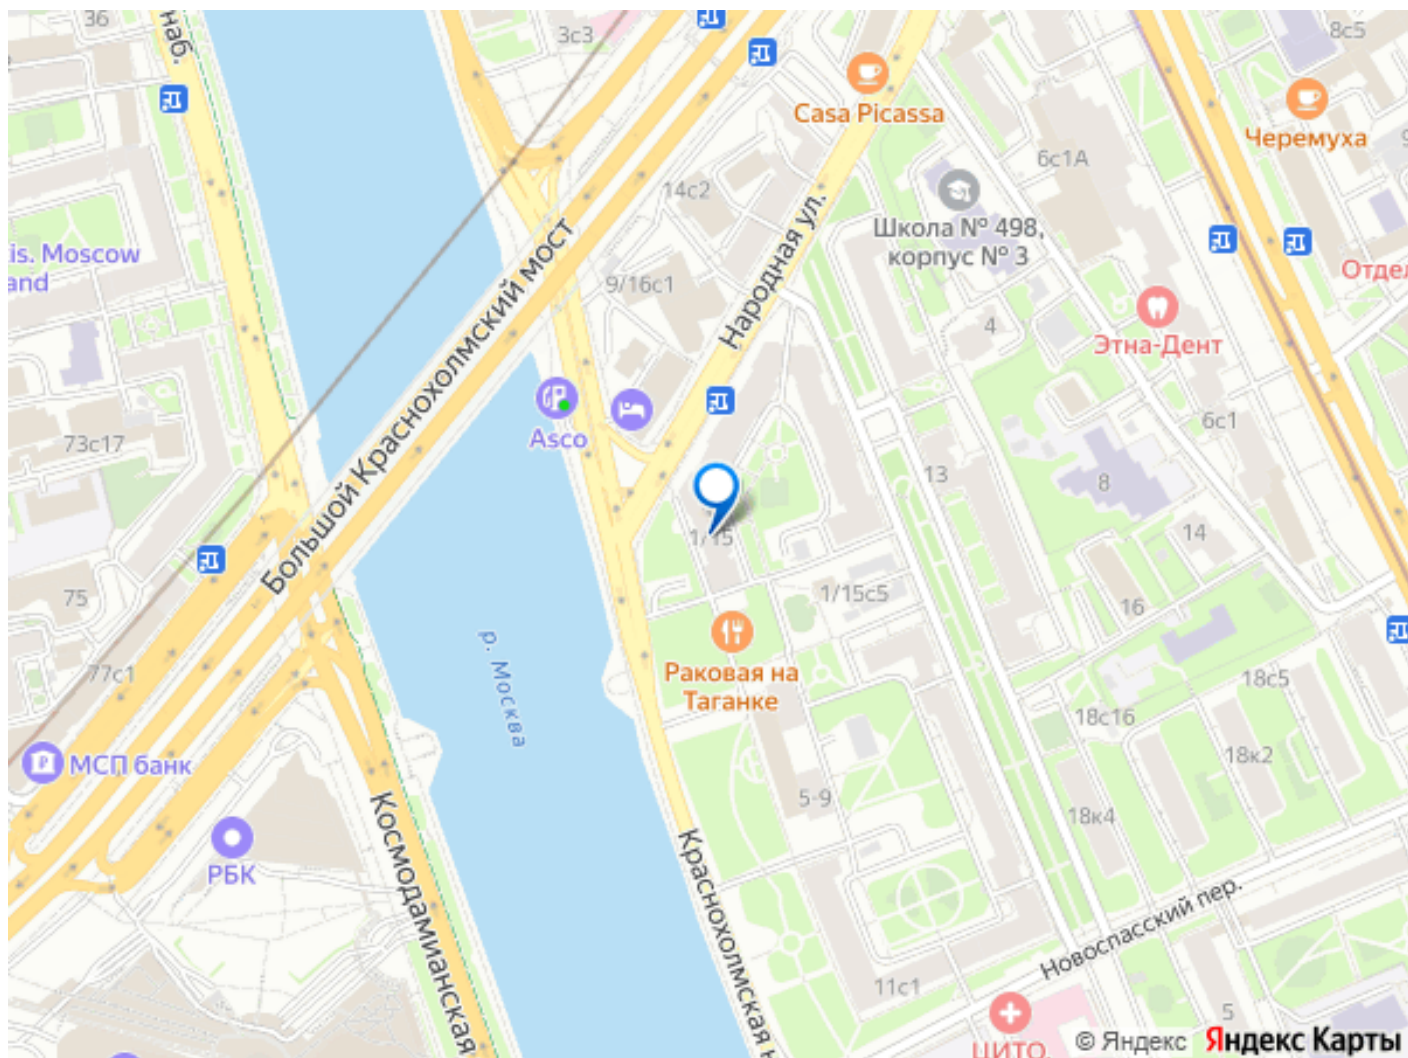 36
наб.
3с3
Casa Picassa
8с5
Черемуха
6с1А
14с2
Школа № 498,
корпус № 3
is. Moscow
and
9/16с1
Народная ул.
Отдел
4
Этна-Дент
Большой Краснохолмский мост
Asco
73с17
6с1
13
8
1/15
14
75
1/15с5
16
р. Москва
Раковая на
Таганке
77с1
18с5
18с16
МСП банк
18к2
5-9
18к4
РБК
Космодамианская
Краснохолмская н
Новоспасский пер.
11с1
5
ЦИТО,
© Яндекс Яндекс Карты